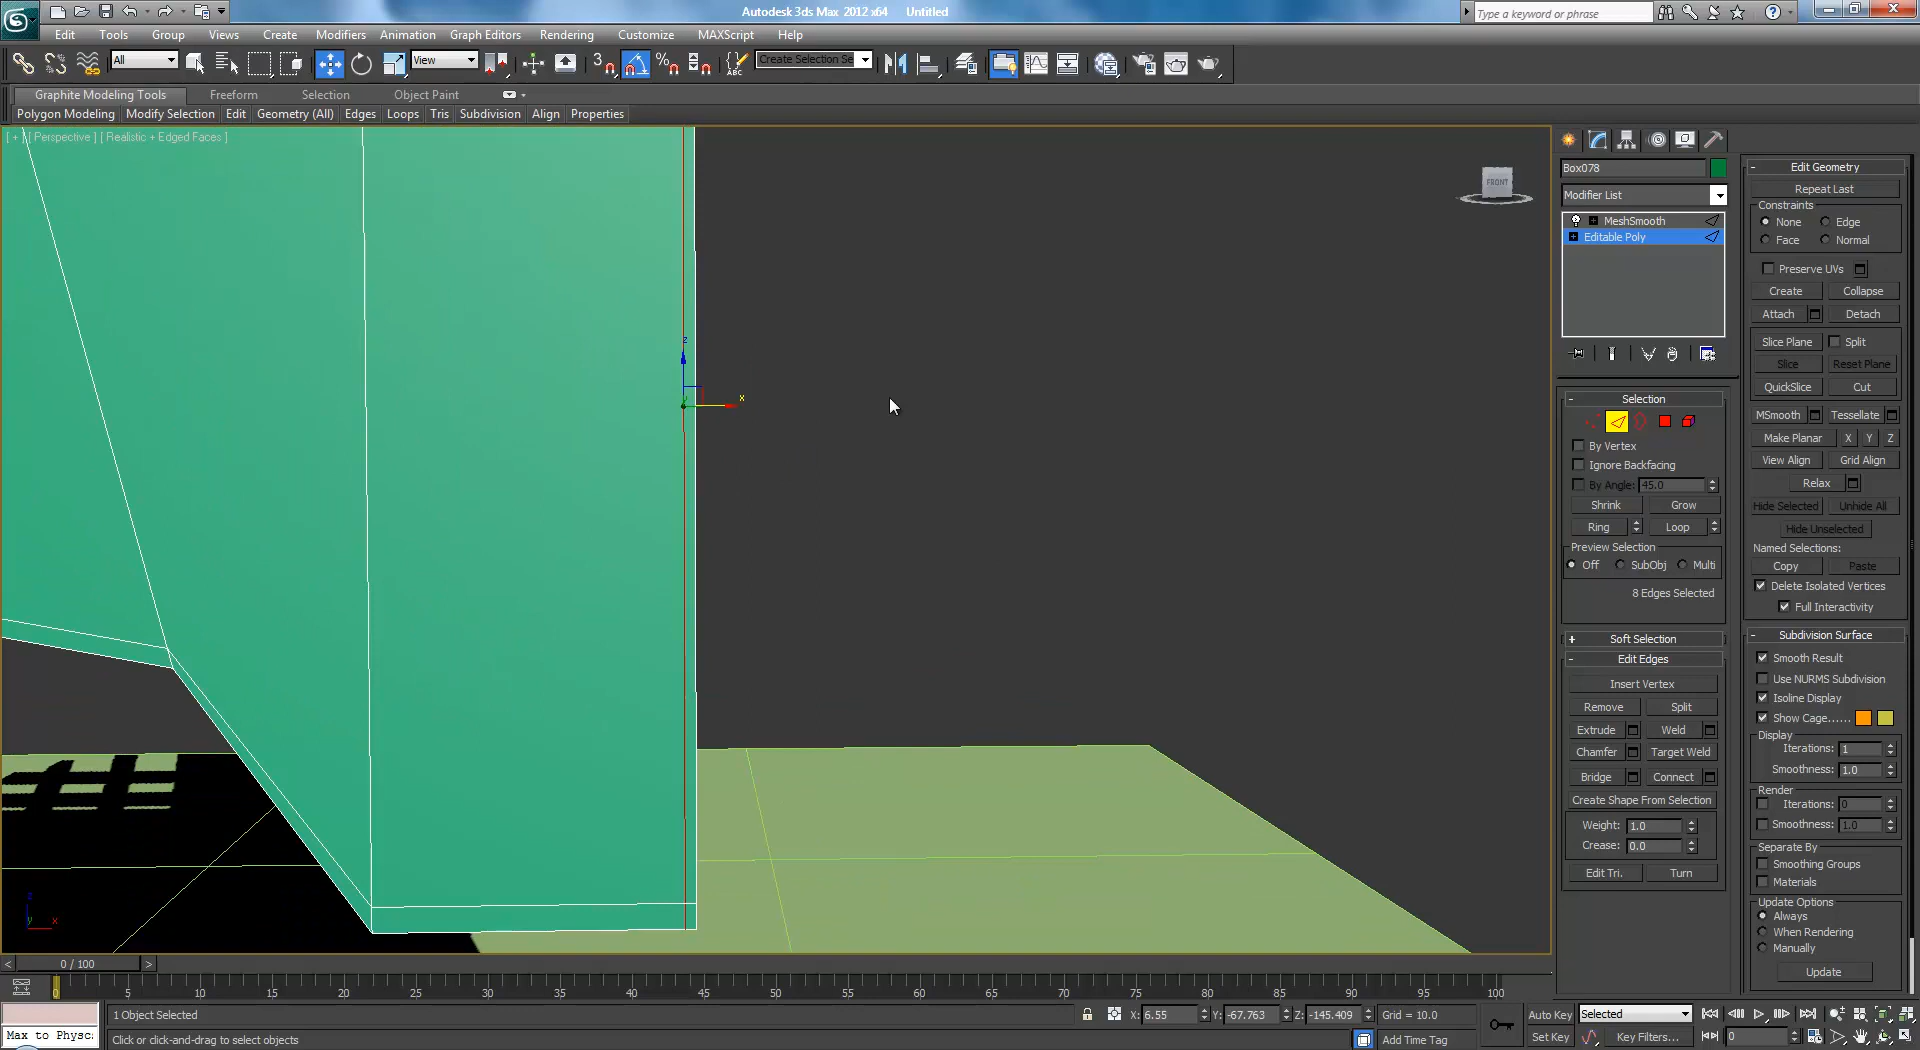 Autodesk 3ds Max 2012 x64 Untitled
Type a keyword or phrase
Edit Tools Group Views Create Modifiers Animation Graph Editors Rendering Customize MAXScript Help
All View Create Selection Se
Graphite Modeling Tools Freeform Selection Object Paint
Polygon Modeling Modify Selection Edit Geometry (All) Edges Loops Tris Subdivision Align Properties
[ + ] [ Perspective ] [ Realistic + Edged Faces ]
FRONT
z
x
y
z
y x
Box078
Modifier List
MeshSmooth
Editable Poly
- Selection
By Vertex
Ignore Backfacing
By Angle: 45.0
Shrink Grow
Ring Loop
Preview Selection
Off SubObj Multi
8 Edges Selected
+ Soft Selection
- Edit Edges
Insert Vertex
Remove Split
Extrude Weld
Chamfer Target Weld
Bridge Connect
Create Shape From Selection
Weight: 1.0
Crease: 0.0
Edit Tri. Turn
- Edit Geometry
Repeat Last
Constraints
None Edge
Face Normal
Preserve UVs
Create Collapse
Attach Detach
Slice Plane Split
Slice Reset Plane
QuickSlice Cut
MSmooth Tessellate
Make Planar X Y Z
View Align Grid Align
Relax
Hide Selected Unhide All
Hide Unselected
Named Selections:
Copy Paste
Delete Isolated Vertices
Full Interactivity
- Subdivision Surface
Smooth Result
Use NURMS Subdivision
Isoline Display
Show Cage......
Display
Iterations: 1
Smoothness: 1.0
Render
Iterations: 0
Smoothness: 1.0
Separate By
Smoothing Groups
Materials
Update Options
Always
When Rendering
Manually
Update
< 0 / 100 >
0 5 10 15 20 25 30 35 40 45 50 55 60 65 70 75 80 85 90 95 100
1 Object Selected X: 6.55 Y: -67.763 Z: -145.409 Grid = 10.0 Auto Key Selected
Max to Physc: Click or click-and-drag to select objects Add Time Tag Set Key Key Filters... 0